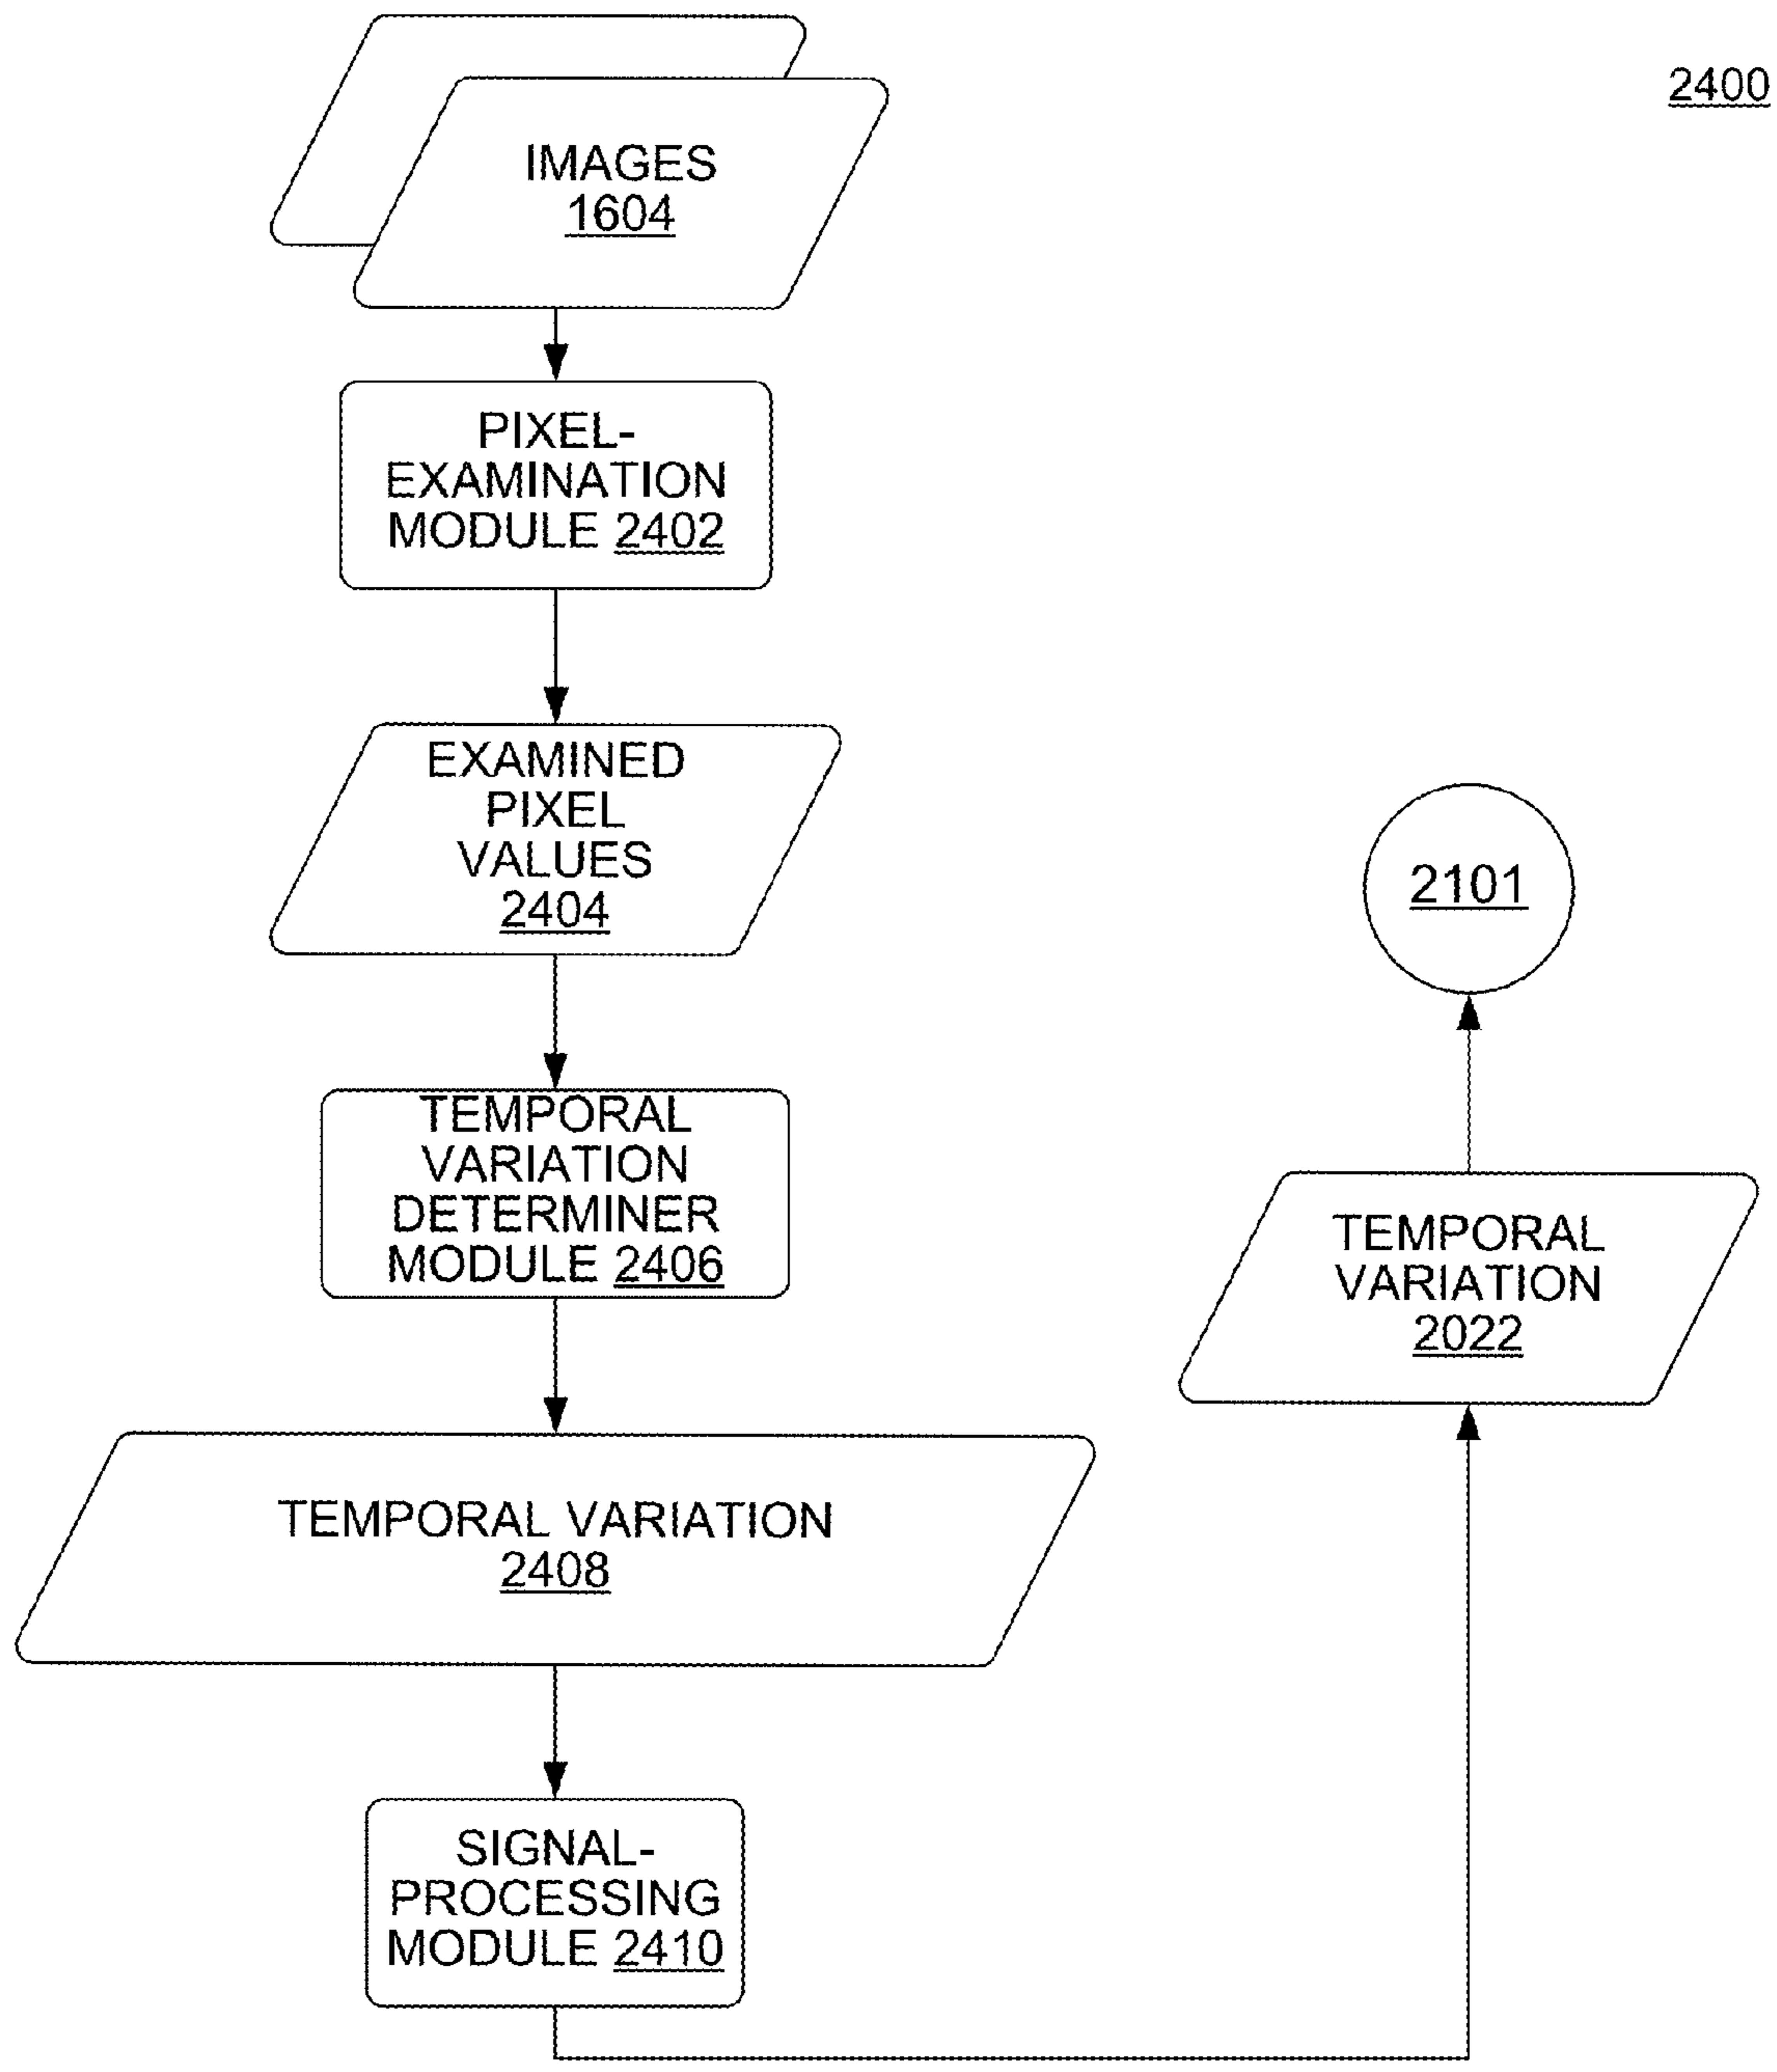 2400
IMAGES
1604
PIXEL-
EXAMINATION
MODULE 2402
EXAMINED
PIXEL
VALUES
2404
TEMPORAL
VARIATION
DETERMINER
MODULE 2406
TEMPORAL VARIATION
2408
SIGNAL-
PROCESSING
MODULE 2410
TEMPORAL
VARIATION
2022
2101